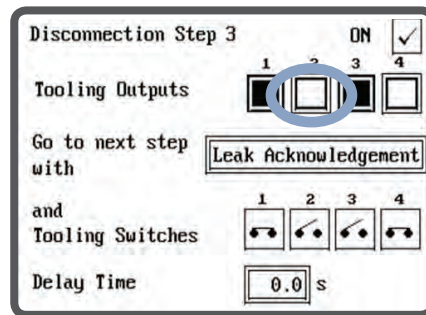 Disconnection Step 3 ON
1 2 3 4
Tooling Outputs
Go to next step
with
Leak Acknowledgement
and
Tooling Switches
1 2 3 4
Delay Time 0.0 s